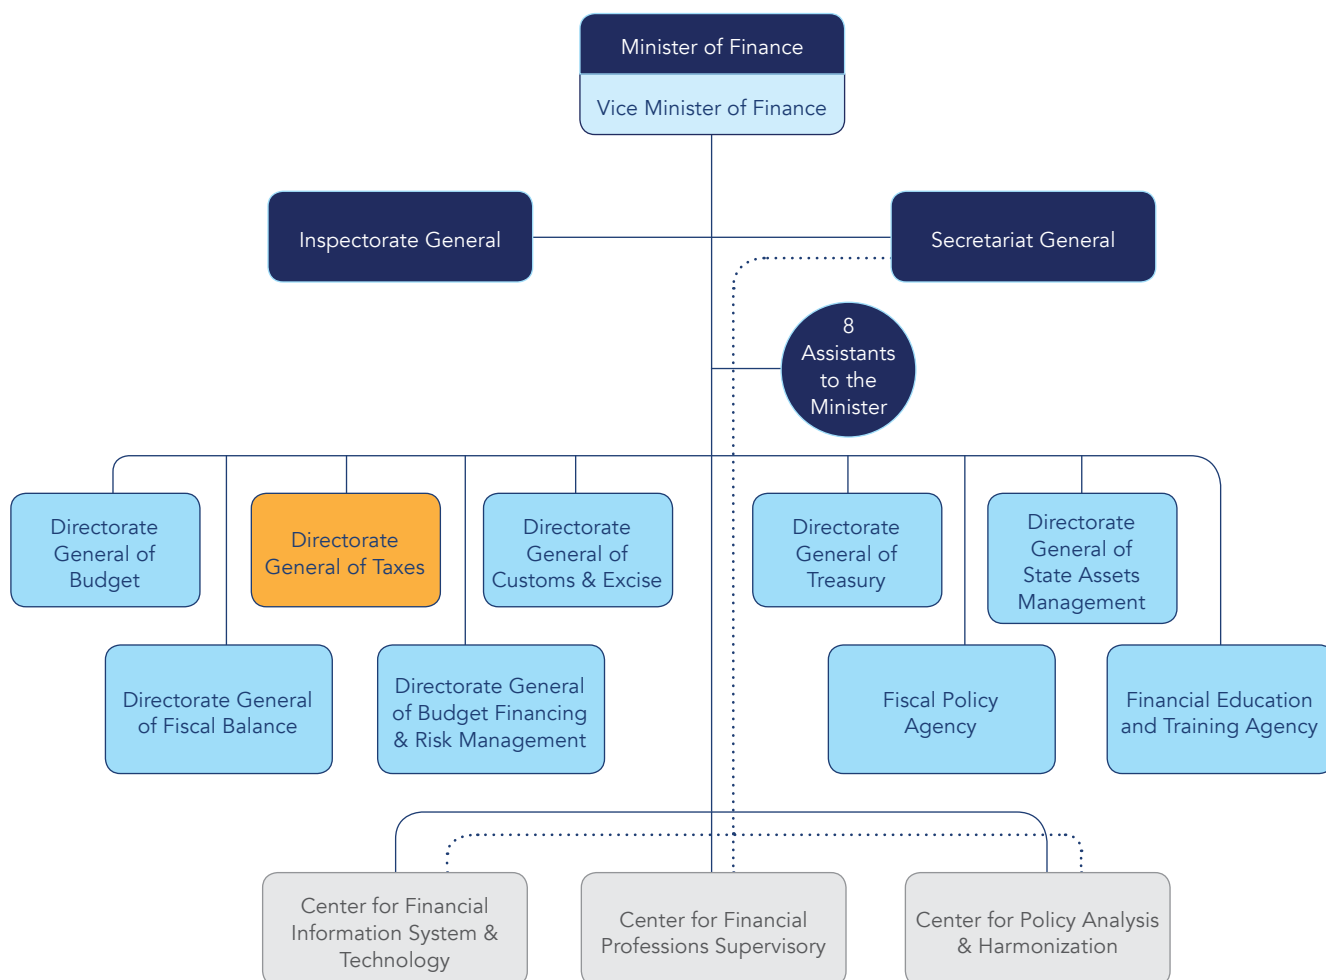 Minister of Finance
Vice Minister of Finance
Inspectorate General
Secretariat General
8
Assistants
to the
Minister
Directorate
General of
Budget
Directorate
General of Taxes
Directorate
General of
Customs & Excise
Directorate
General of
Treasury
Directorate
General of
State Assets
Management
Directorate General
of Fiscal Balance
Directorate General
of Budget Financing
& Risk Management
Fiscal Policy
Agency
Financial Education
and Training Agency
Center for Financial
Information System &
Technology
Center for Financial
Professions Supervisory
Center for Policy Analysis
& Harmonization